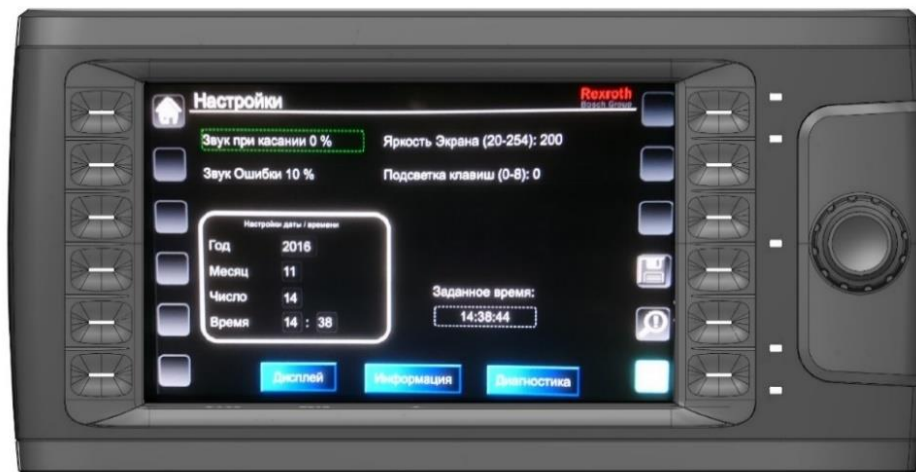 Настройки
Rexroth
Bosch Group
Звук при касании 0 %
Яркость Экрана (20-254): 200
Звук Ошибки 10 %
Подсветка клавиш (0-8): 0
Настройки даты / времени
Год 2016
Месяц 11
Число 14
Время 14 : 38
Заданное время:
14:38:44
Дисплей
Информация
Диагностика